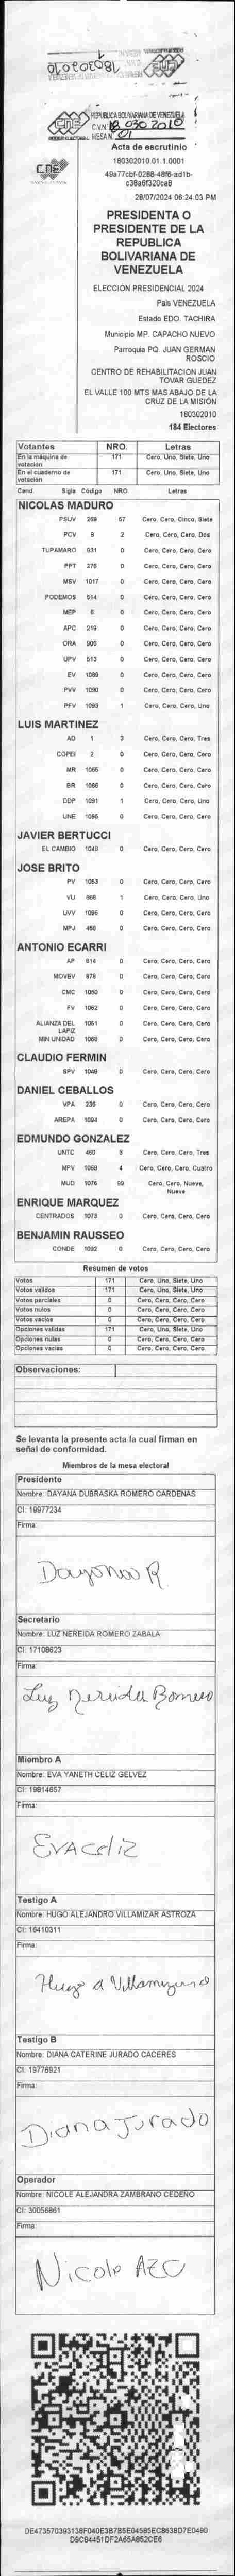 REPÚBLICA BOLIVARIANA DE VENEZUELA
CNE
PODER ELECTORAL
C.V.N: 18 030 2010
MESA N: 01
Acta de escrutinio
180302010.01.1.0001
28/07/2024 06:24:03 PM
PRESIDENTA O
PRESIDENTE DE LA
REPUBLICA
BOLIVARIANA DE
VENEZUELA
ELECCIÓN PRESIDENCIAL 2024
País VENEZUELA
Estado EDO. TACHIRA
Municipio MP. CAPACHO NUEVO
Parroquia PQ. JUAN GERMAN
ROSCIO
CENTRO DE REHABILITACION JUAN
TOVAR GUEDEZ
EL VALLE 100 MTS MAS ABAJO DE LA
CRUZ DE LA MISIÓN
180302010
184 Electores
Votantes NRO. Letras
En la máquina de votación 171 Cero, Uno, Siete, Uno
En el cuaderno de votación 171 Cero, Uno, Siete, Uno
Cand. Sigla Código NRO. Letras
NICOLAS MADURO
PSUV 269 67 Cero, Cero, Cinco, Siete
PCV 9 2 Cero, Cero, Cero, Dos
TUPAMARO 931 0 Cero, Cero, Cero, Cero
PPT 276 0 Cero, Cero, Cero, Cero
MSV 1017 0 Cero, Cero, Cero, Cero
PODEMOS 514 0 Cero, Cero, Cero, Cero
MEP 6 0 Cero, Cero, Cero, Cero
APC 219 0 Cero, Cero, Cero, Cero
ORA 906 0 Cero, Cero, Cero, Cero
UPV 613 0 Cero, Cero, Cero, Cero
EV 1089 0 Cero, Cero, Cero, Cero
PVV 1090 0 Cero, Cero, Cero, Cero
PFV 1093 1 Cero, Cero, Cero, Uno
LUIS MARTINEZ
AD 1 3 Cero, Cero, Cero, Tres
COPEI 2 0 Cero, Cero, Cero, Cero
MR 1065 0 Cero, Cero, Cero, Cero
BR 1066 0 Cero, Cero, Cero, Cero
DDP 1091 1 Cero, Cero, Cero, Uno
UNE 1095 0 Cero, Cero, Cero, Cero
JAVIER BERTUCCI
EL CAMBIO 1048 0 Cero, Cero, Cero, Cero
JOSE BRITO
PV 1053 0 Cero, Cero, Cero, Cero
VU 968 1 Cero, Cero, Cero, Uno
UVV 1096 0 Cero, Cero, Cero, Cero
MPJ 458 0 Cero, Cero, Cero, Cero
ANTONIO ECARRI
AP 914 0 Cero, Cero, Cero, Cero
MOVEV 879 0 Cero, Cero, Cero, Cero
CMC 1050 0 Cero, Cero, Cero, Cero
FV 1062 0 Cero, Cero, Cero, Cero
ALIANZA DEL LAPIZ 1051 0 Cero, Cero, Cero, Cero
MIN UNIDAD 1069 0 Cero, Cero, Cero, Cero
CLAUDIO FERMIN
SPV 1049 0 Cero, Cero, Cero, Cero
DANIEL CEBALLOS
VPA 235 0 Cero, Cero, Cero, Cero
AREPA 1094 0 Cero, Cero, Cero, Cero
EDMUNDO GONZALEZ
UNTC 460 3 Cero, Cero, Cero, Tres
MPV 1059 4 Cero, Cero, Cero, Cuatro
MUD 1076 99 Cero, Cero, Nueve, Nueve
ENRIQUE MARQUEZ
CENTRADOS 1073 0 Cero, Cero, Cero, Cero
BENJAMIN RAUSSEO
CONDE 1092 0 Cero, Cero, Cero, Cero
Resumen de votos
Votos 171 Cero, Uno, Siete, Uno
Votos validos 171 Cero, Uno, Siete, Uno
Votos parciales 0 Cero, Cero, Cero, Cero
Votos nulos 0 Cero, Cero, Cero, Cero
Votos vacios 0 Cero, Cero, Cero, Cero
Opciones validas 171 Cero, Uno, Siete, Uno
Opciones nulas 0 Cero, Cero, Cero, Cero
Opciones vacias 0 Cero, Cero, Cero, Cero
Observaciones:
Se levanta la presente acta la cual firman en
señal de conformidad.
Miembros de la mesa electoral
Presidente
Nombre: DAYANA DUBRASKA ROMERO CARDENAS
CI: 19977234
Firma:
Dayana R
Secretario
Nombre: LUZ NEREIDA ROMERO ZABALA
CI: 17108623
Firma:
Luz Nereida Romero
Miembro A
Nombre: EVA YANETH CELIZ GELVEZ
CI: 19814657
Firma:
Eva celiz
Testigo A
Nombre: HUGO ALEJANDRO VILLAMIZAR ASTROZA
CI: 16410311
Firma:
Hugo A Villamizar
Testigo B
Nombre: DIANA CATERINE JURADO CACERES
CI: 19776921
Firma:
Diana Jurado
Operador
Nombre: NICOLE ALEJANDRA ZAMBRANO CEDEÑO
CI: 30056861
Firma:
Nicole AZC
DE473570393138F040E3B7B5E04585EC8638D7E0490
D9C84451DF2A65A852CE6